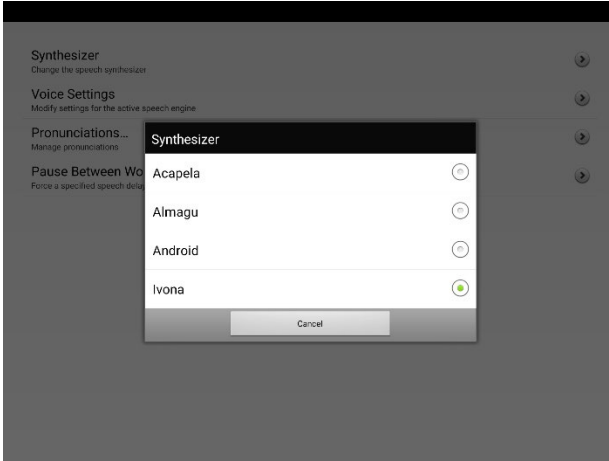 Synthesizer
Change the speech synthesizer
Voice Settings
Modify settings for the active speech engine
Pronunciations...
Manage pronunciations
Pause Between Wo
Force a specified speech dela
Synthesizer
Acapela
Almagu
Android
Ivona
Cancel